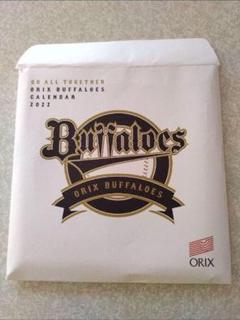 GO ALL TOGETHER
ORIX BUFFALOES
CALENDAR
2022
Buffaloes
ORIX BUFFALOES
ORIX